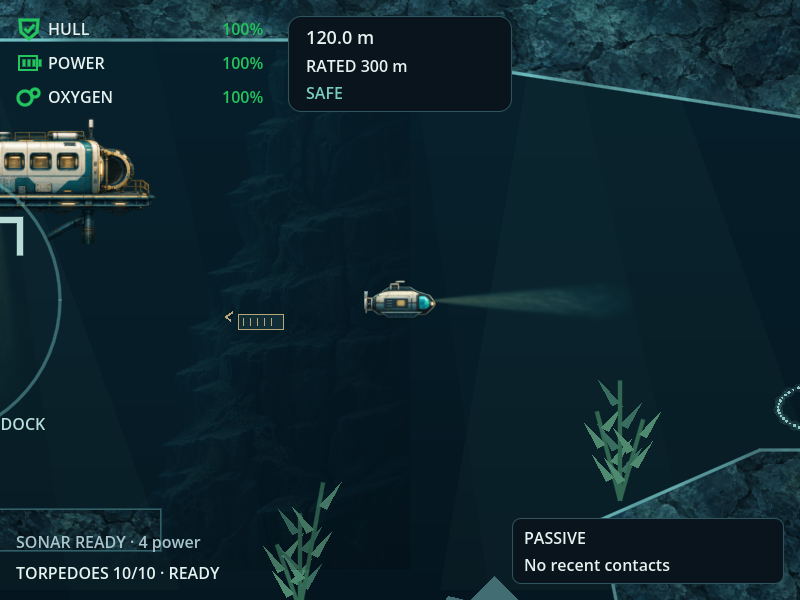 HULL 100%
POWER 100%
OXYGEN 100%
120.0 m
RATED 300 m
SAFE
DOCK
SONAR READY · 4 power
TORPEDOES 10/10 · READY
PASSIVE
No recent contacts